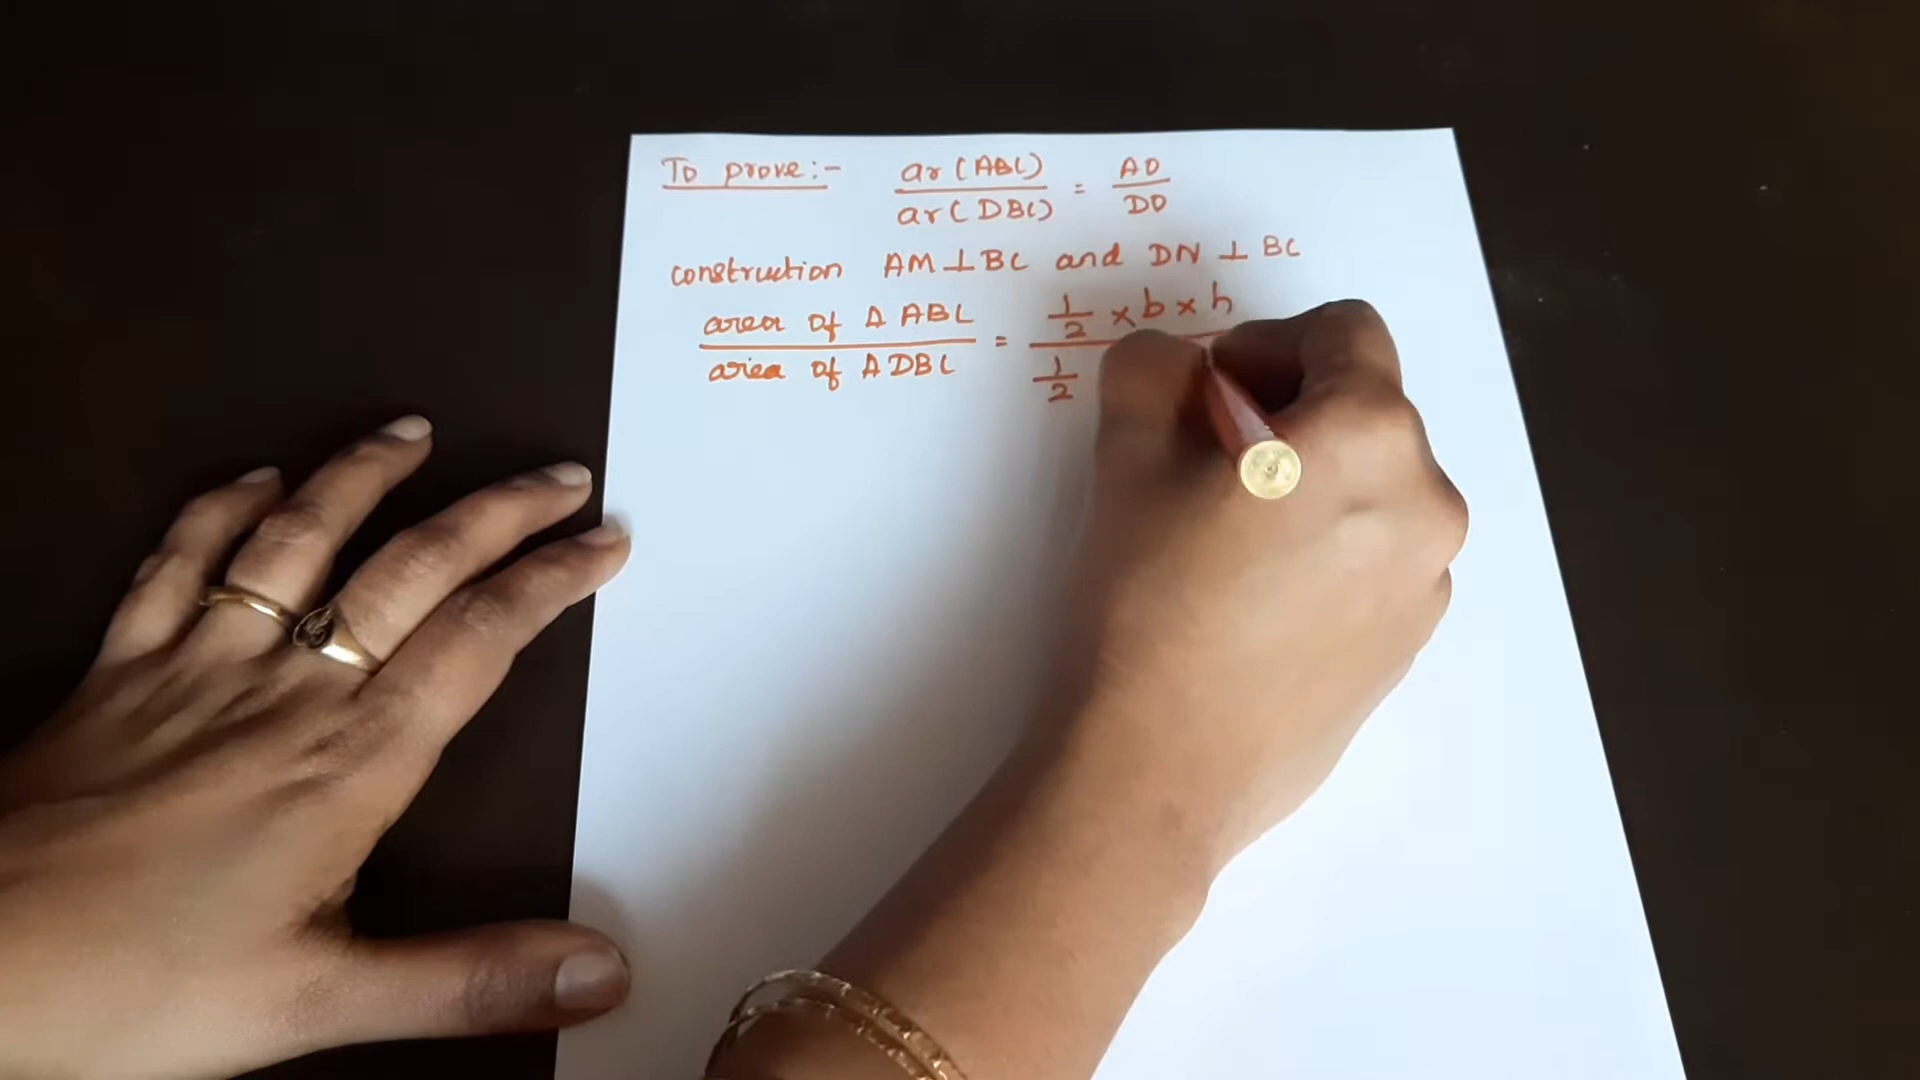 To prove:- ar(ABC) / ar(DBC) = AO / DO
construction AM⊥BC and DN ⊥ BC
area of Δ ABC / area of ΔDBC = 1/2 × b × h / 1/2